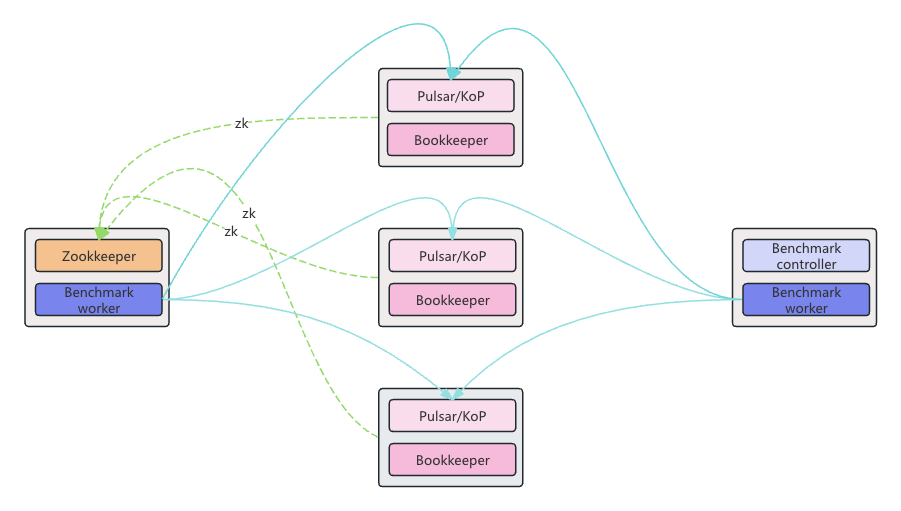 Pulsar/KoP
Bookkeeper
zk
zk
zk
Zookkeeper
Benchmark
worker
Pulsar/KoP
Bookkeeper
Benchmark
controller
Benchmark
worker
Pulsar/KoP
Bookkeeper